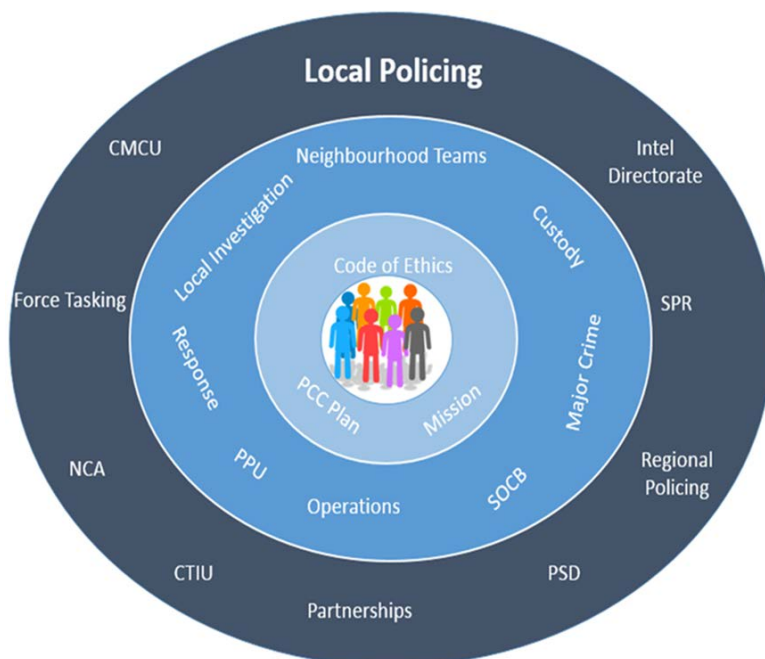 Local Policing
CMCU
Intel
Directorate
Neighbourhood Teams
Local Investigation
Custody
Code of Ethics
Force Tasking
SPR
Response
Major Crime
PCC Plan
Mission
PPU
SOCB
NCA
Regional
Policing
Operations
CTIU
PSD
Partnerships